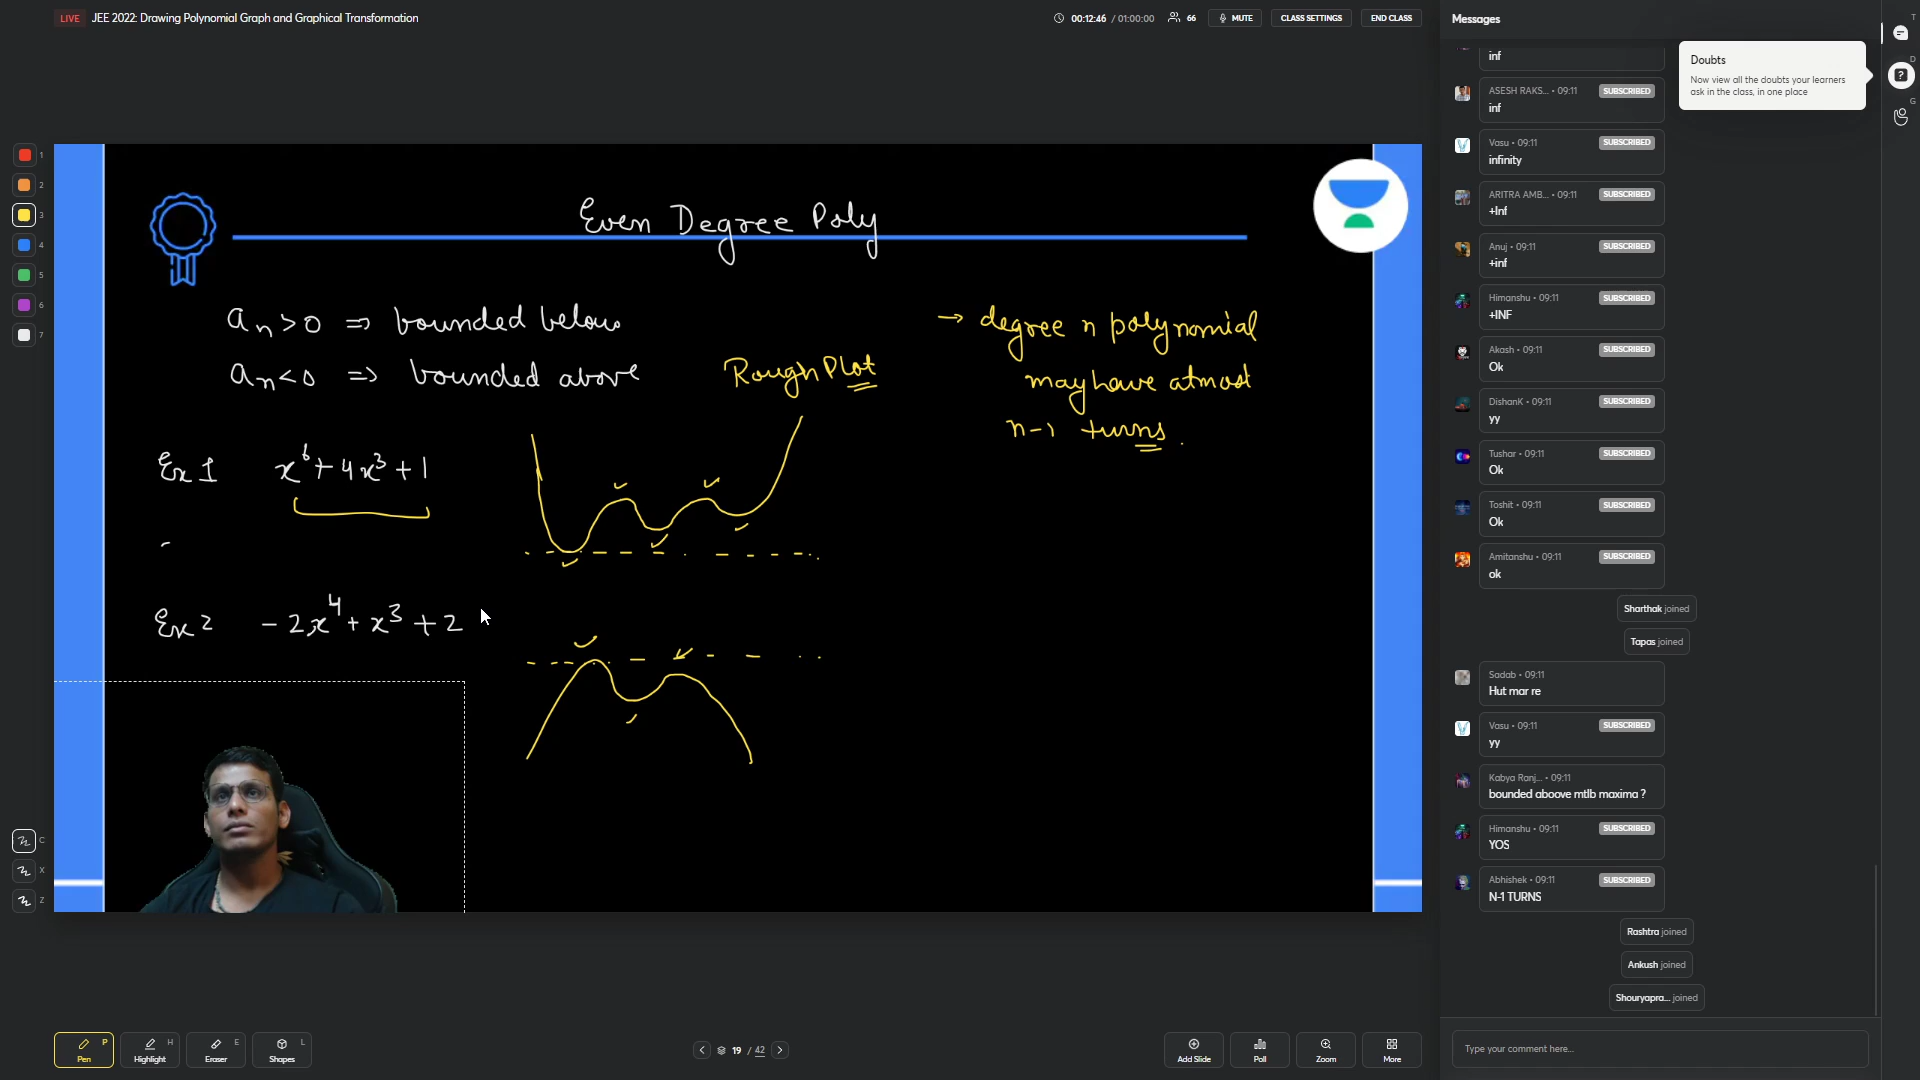 LIVE JEE 2022: Drawing Polynomial Graph and Graphical Transformation
00:12:46 / 01:00:00
66
MUTE
CLASS SETTINGS
END CLASS
1
2
3
4
5
6
7
Even Degree Poly
aₙ>0 ⇒ bounded below
aₙ<0 ⇒ bounded above
Rough Plot
→ degree n polynomial
may have atmost
n-1 turns.
Ex 1 x⁶+4x³+1
Ex 2 -2x⁴+x³+2
C
X
Z
Pen P
Highlight H
Eraser E
Shapes L
19 / 42
Add Slide
Poll
Zoom
More
Messages
inf
ASESH RAKS... • 09:11 SUBSCRIBED
inf
Vasu • 09:11 SUBSCRIBED
infinity
ARITRA AMB... • 09:11 SUBSCRIBED
+Inf
Anuj • 09:11 SUBSCRIBED
+inf
Himanshu • 09:11 SUBSCRIBED
+INF
Akash • 09:11 SUBSCRIBED
Ok
DishanK • 09:11 SUBSCRIBED
yy
Tushar • 09:11 SUBSCRIBED
Ok
Toshit • 09:11 SUBSCRIBED
Ok
Amitanshu • 09:11 SUBSCRIBED
ok
Sharthak joined
Tapas joined
Sadab • 09:11
Hut mar re
Vasu • 09:11 SUBSCRIBED
yy
Kabya Ranj... • 09:11
bounded aboove mtlb maxima ?
Himanshu • 09:11 SUBSCRIBED
YOS
Abhishek • 09:11 SUBSCRIBED
N-1 TURNS
Rashtra joined
Ankush joined
Shouryapra... joined
Type your comment here...
Doubts
Now view all the doubts your learners
ask in the class, in one place
T
D
G